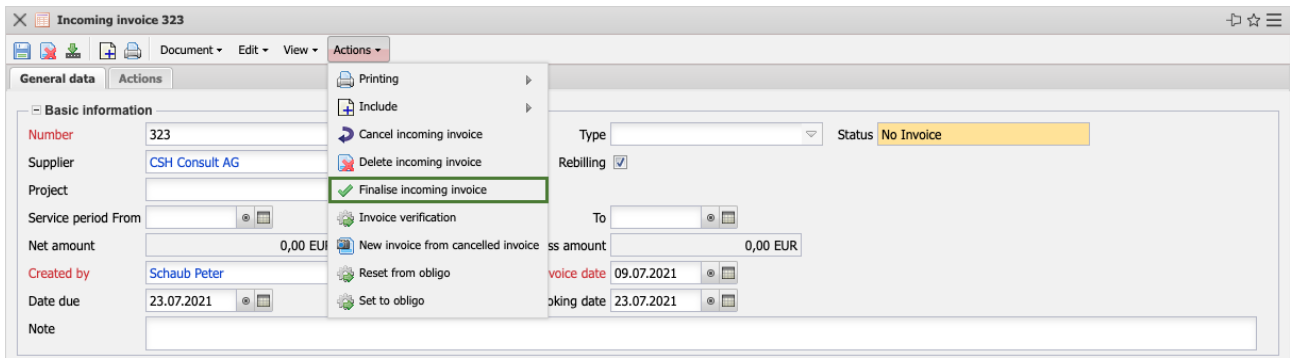 Incoming invoice 323
Document Edit View Actions
General data Actions
Printing
Basic information
Include
Number 323 Cancel incoming invoice Type Status No Invoice
Supplier CSH Consult AG Delete incoming invoice Rebilling
Project Finalise incoming invoice
Service period From Invoice verification To
Net amount 0,00 EUR New invoice from cancelled invoice ss amount 0,00 EUR
Created by Schaub Peter Reset from obligo voice date 09.07.2021
Date due 23.07.2021 Set to obligo oking date 23.07.2021
Note